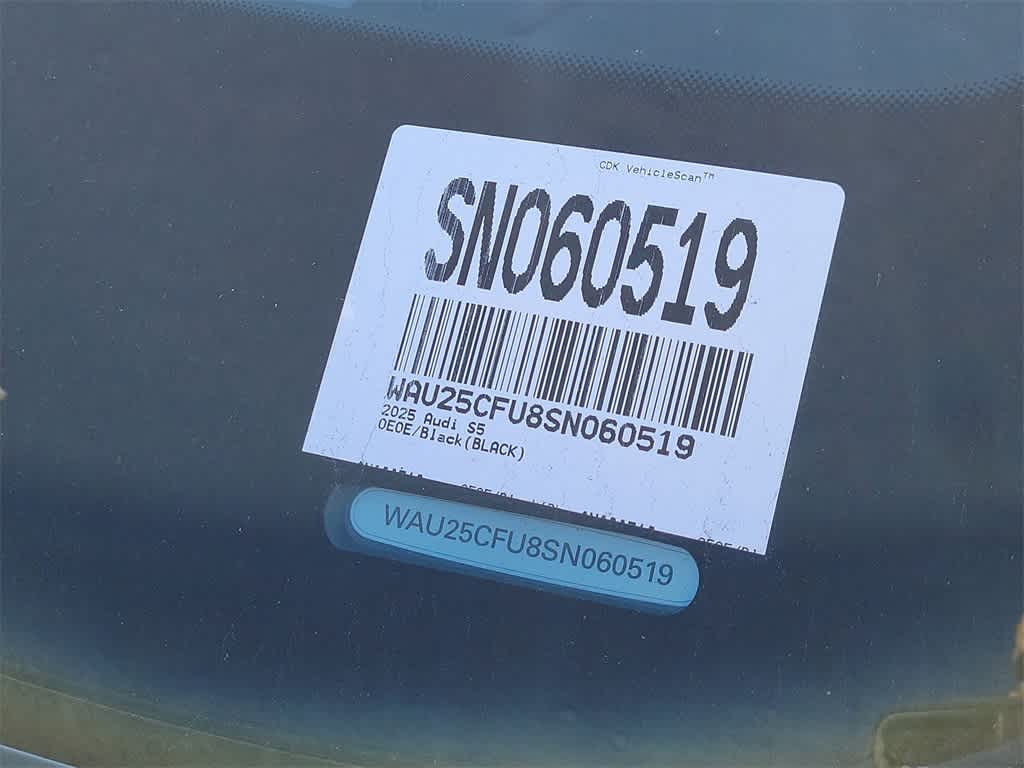 CDK VehicleScan™
SN060519
WAU25CFU8SN060519
2025 Audi S5
0E0E/Black(BLACK)
WAU25CFU8SN060519